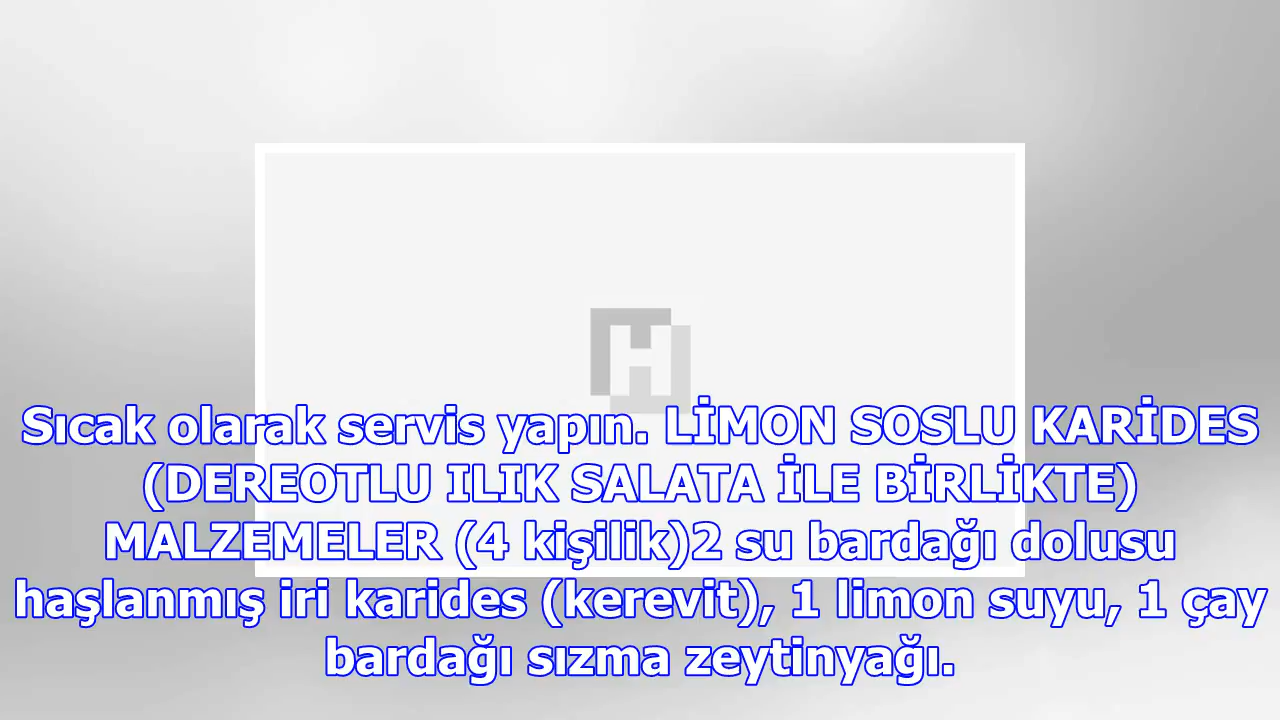 H
Sıcak olarak servis yapın. LİMON SOSLU KARİDES
(DEREOTLU ILIK SALATA İLE BİRLİKTE)
MALZEMELER (4 kişilik)2 su bardağı dolusu
haşlanmış iri karides (kerevit), 1 limon suyu, 1 çay
bardağı sızma zeytinyağı.